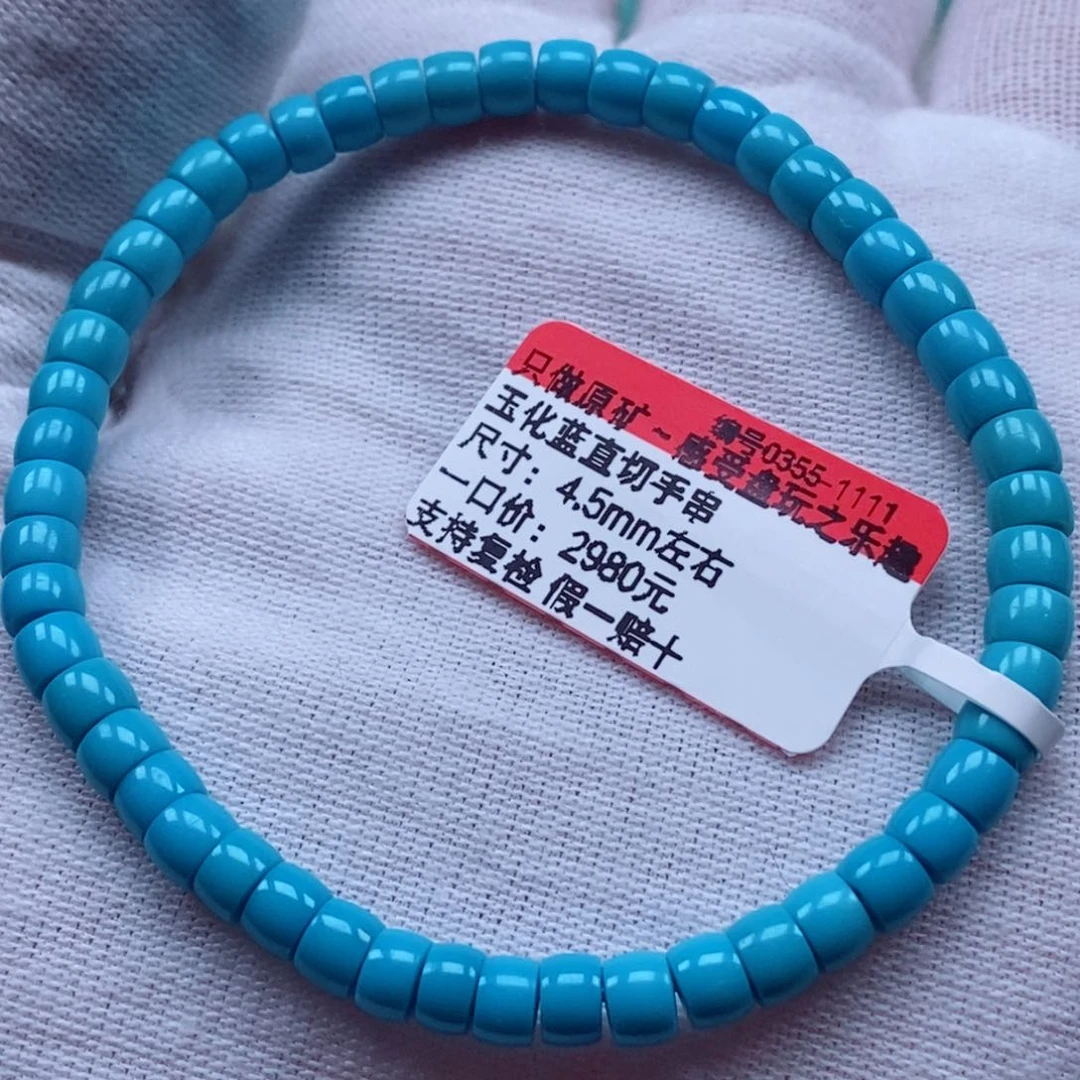 编号0355-1111
只做原矿~感受盘玩之乐趣
玉化蓝直切手串
尺寸：4.5mm左右
一口价：2980元
支持复检 假一赔十